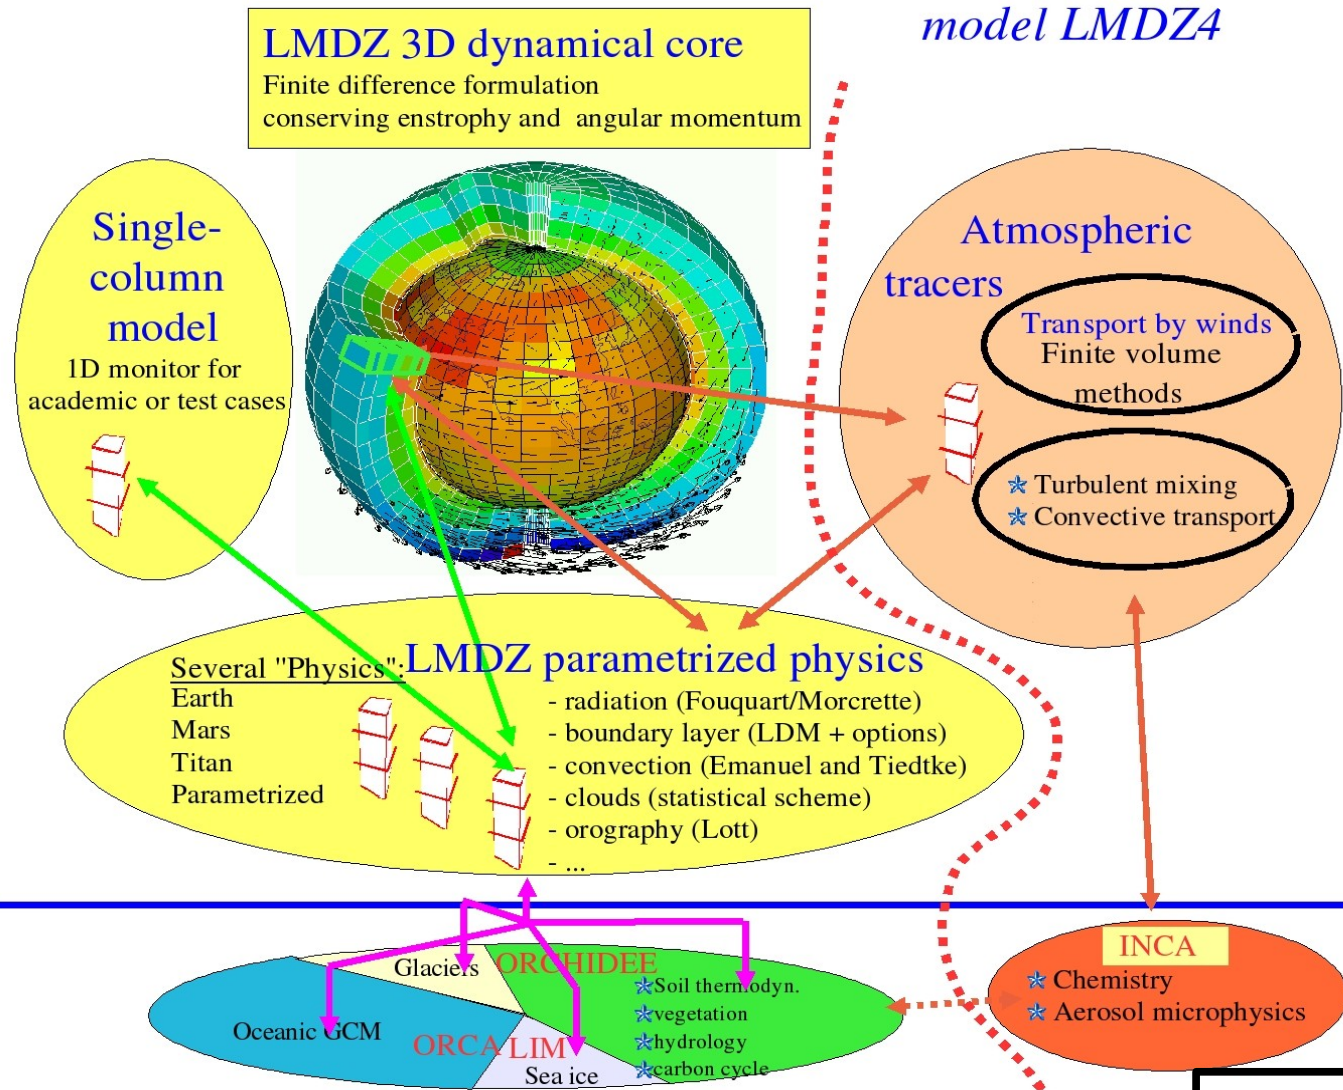 model LMDZ4
LMDZ 3D dynamical core
Finite difference formulation
conserving enstrophy and angular momentum
Single-
column
model
1D monitor for
academic or test cases
Atmospheric
tracers
Transport by winds
Finite volume
methods
Turbulent mixing
Convective transport
LMDZ parametrized physics
Several "Physics":
Earth
Mars
Titan
Parametrized
- radiation (Fouquart/Morcrette)
- boundary layer (LDM + options)
- convection (Emanuel and Tiedtke)
- clouds (statistical scheme)
- orography (Lott)
- ...
Glaciers
ORCHIDEE
Soil thermodyn.
vegetation
hydrology
carbon cycle
Oceanic GCM
ORCA
LIM
Sea ice
INCA
Chemistry
Aerosol microphysics